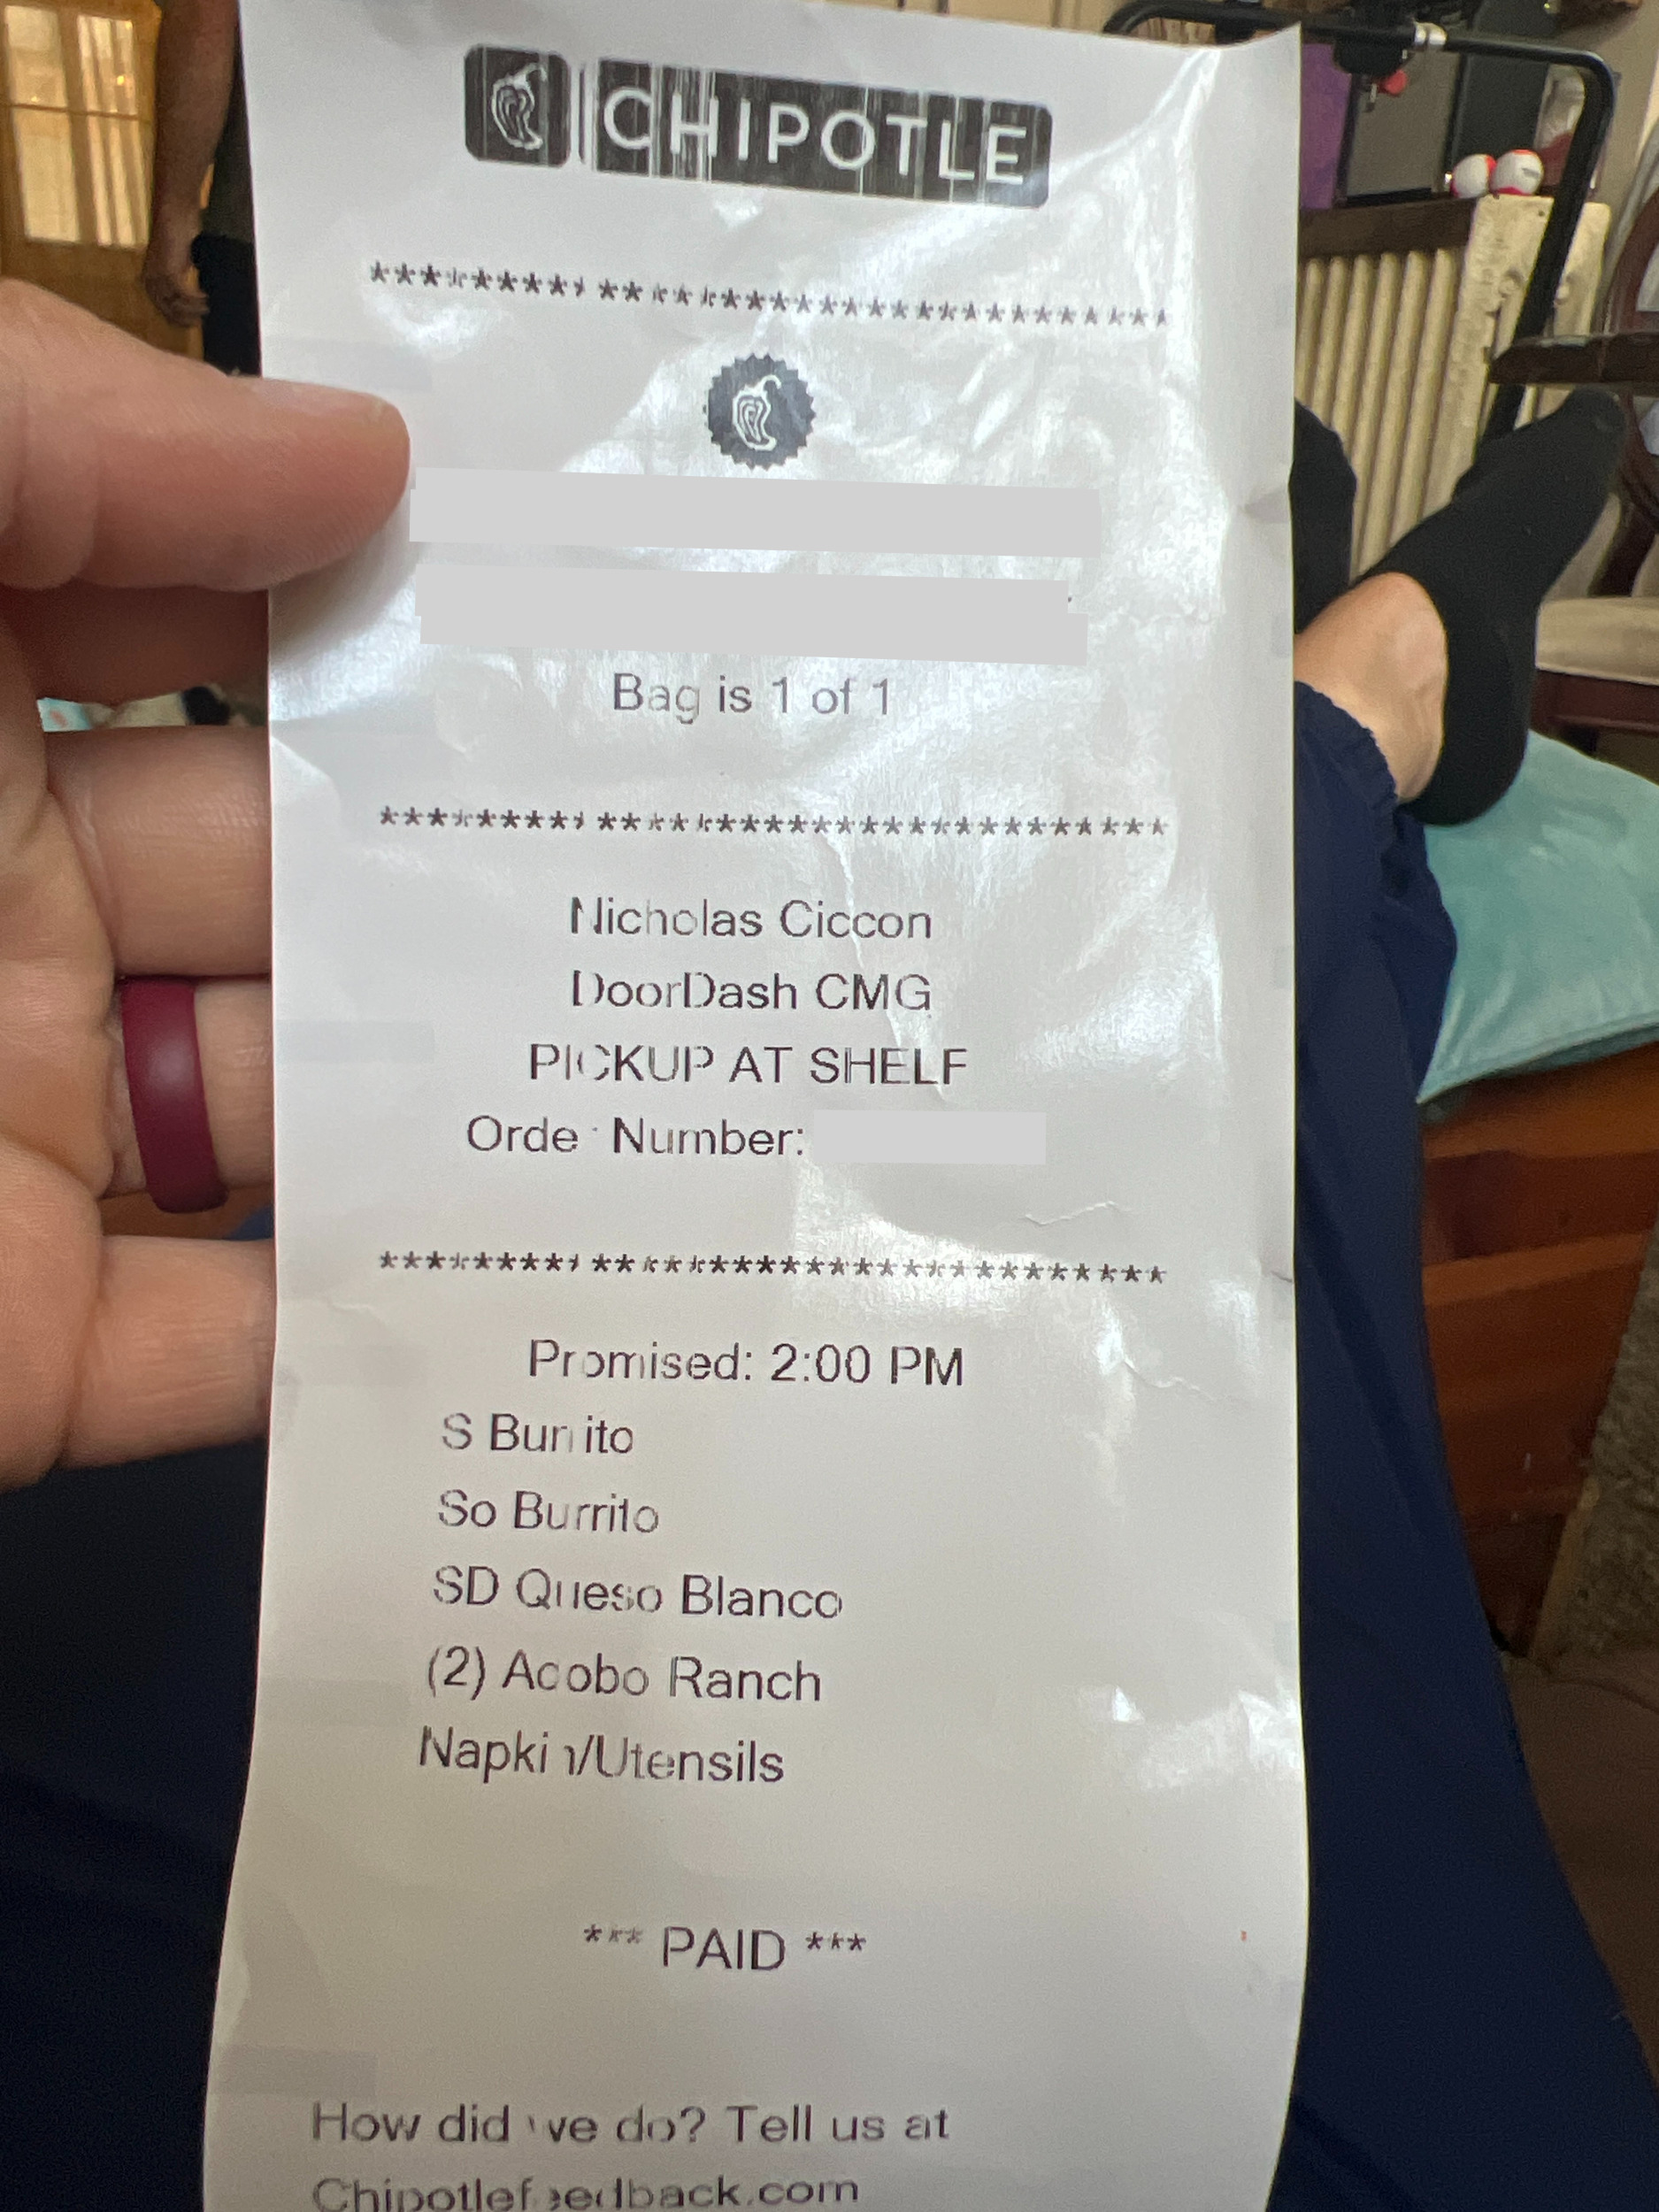 CHIPOTLE
********** ************************
Bag is 1 of 1
********** ************************
Nicholas Ciccon
DoorDash CMG
PICKUP AT SHELF
Order Number:
********** ************************
Promised: 2:00 PM
S Burrito
So Burrito
SD Queso Blanco
(2) Adobo Ranch
Napkin/Utensils
*** PAID ***
How did we do? Tell us at
Chipotlefeedback.com